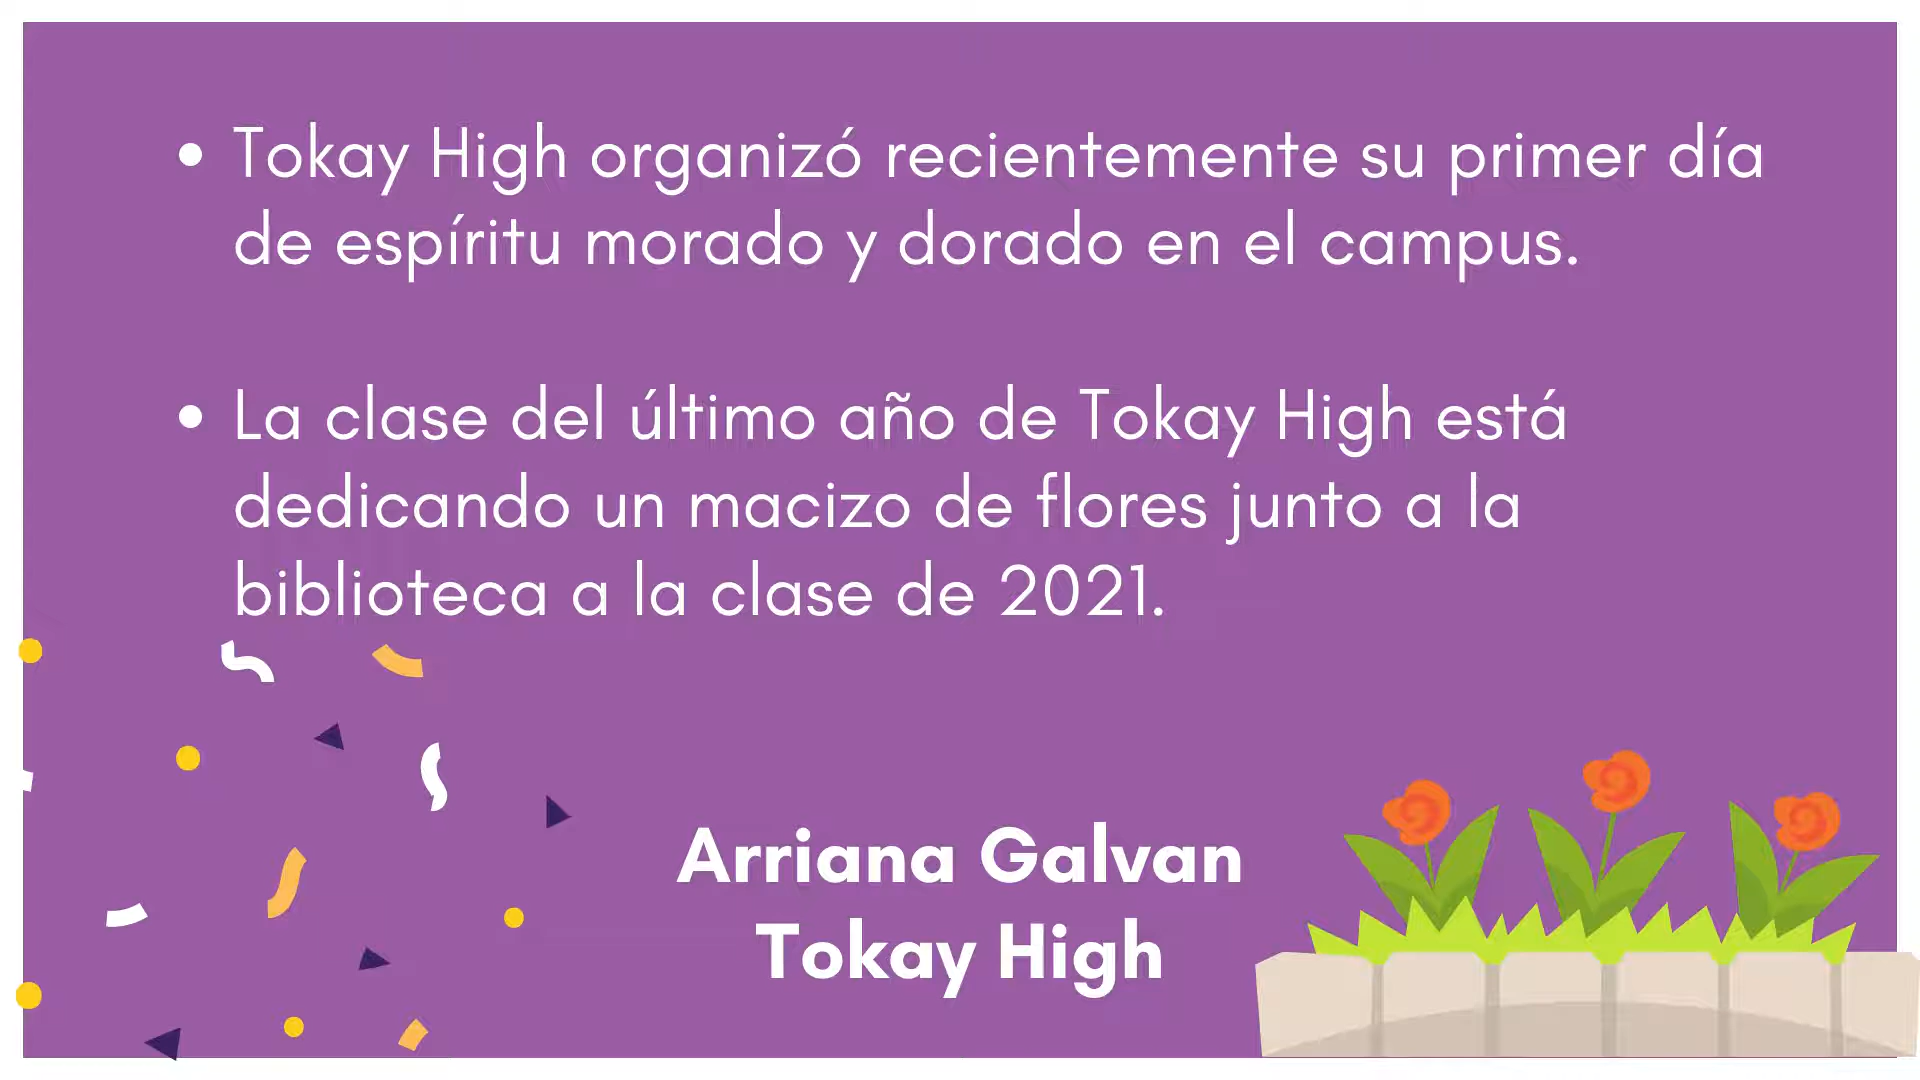 • Tokay High organizó recientemente su primer día
de espíritu morado y dorado en el campus.
• La clase del último año de Tokay High está
dedicando un macizo de flores junto a la
biblioteca a la clase de 2021.
Arriana Galvan
Tokay High